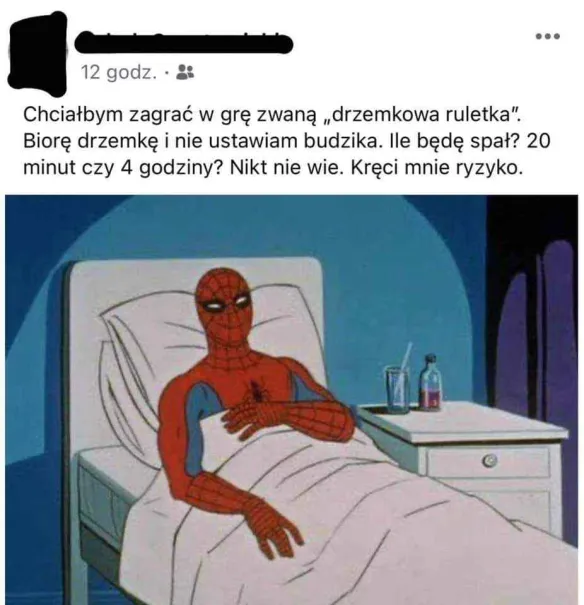 12 godz. ·
Chciałbym zagrać w grę zwaną „drzemkowa ruletka”.
Biorę drzemkę i nie ustawiam budzika. Ile będę spał? 20
minut czy 4 godziny? Nikt nie wie. Kręci mnie ryzyko.